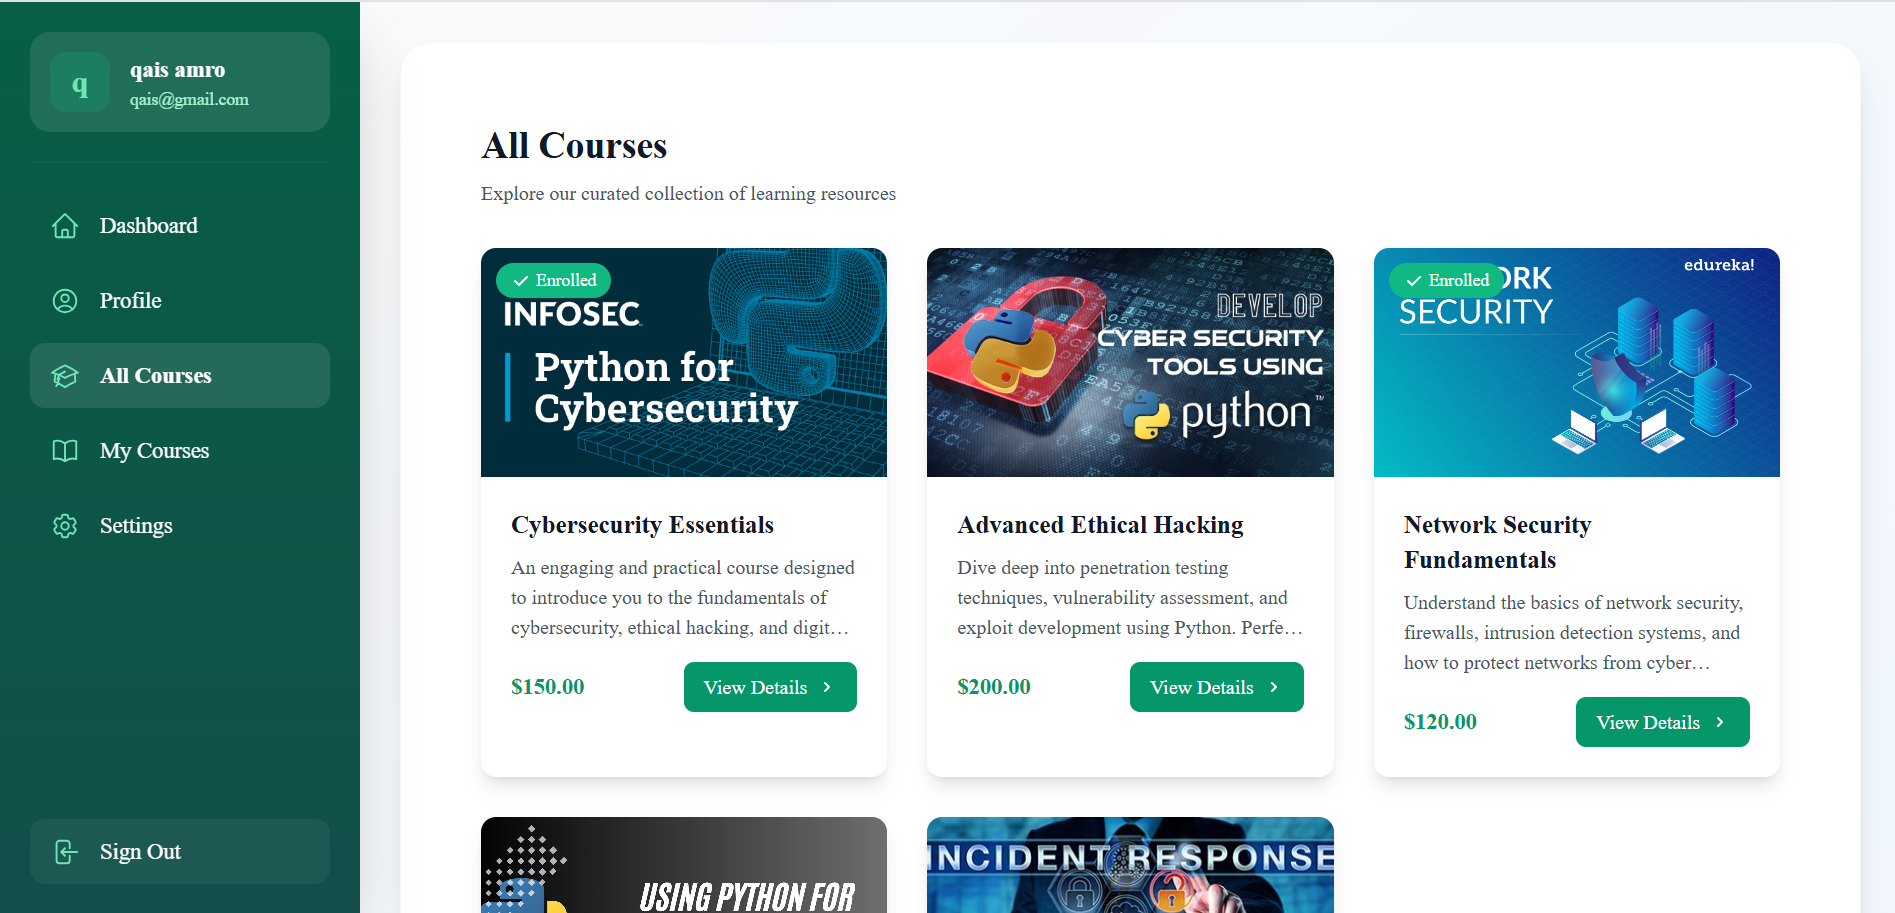 q
qais amro
qais@gmail.com
Dashboard
Profile
All Courses
My Courses
Settings
Sign Out
All Courses
Explore our curated collection of learning resources
Enrolled
INFOSEC
Python for
Cybersecurity
DEVELOP
CYBER SECURITY
TOOLS USING
python™
Enrolled
edureka!
SECURITY
Cybersecurity Essentials
An engaging and practical course designed
to introduce you to the fundamentals of
cybersecurity, ethical hacking, and digit…
$150.00
View Details
Advanced Ethical Hacking
Dive deep into penetration testing
techniques, vulnerability assessment, and
exploit development using Python. Perfe…
$200.00
View Details
Network Security
Fundamentals
Understand the basics of network security,
firewalls, intrusion detection systems, and
how to protect networks from cyber…
$120.00
View Details
USING PYTHON FOR
INCIDENT RESPONSE